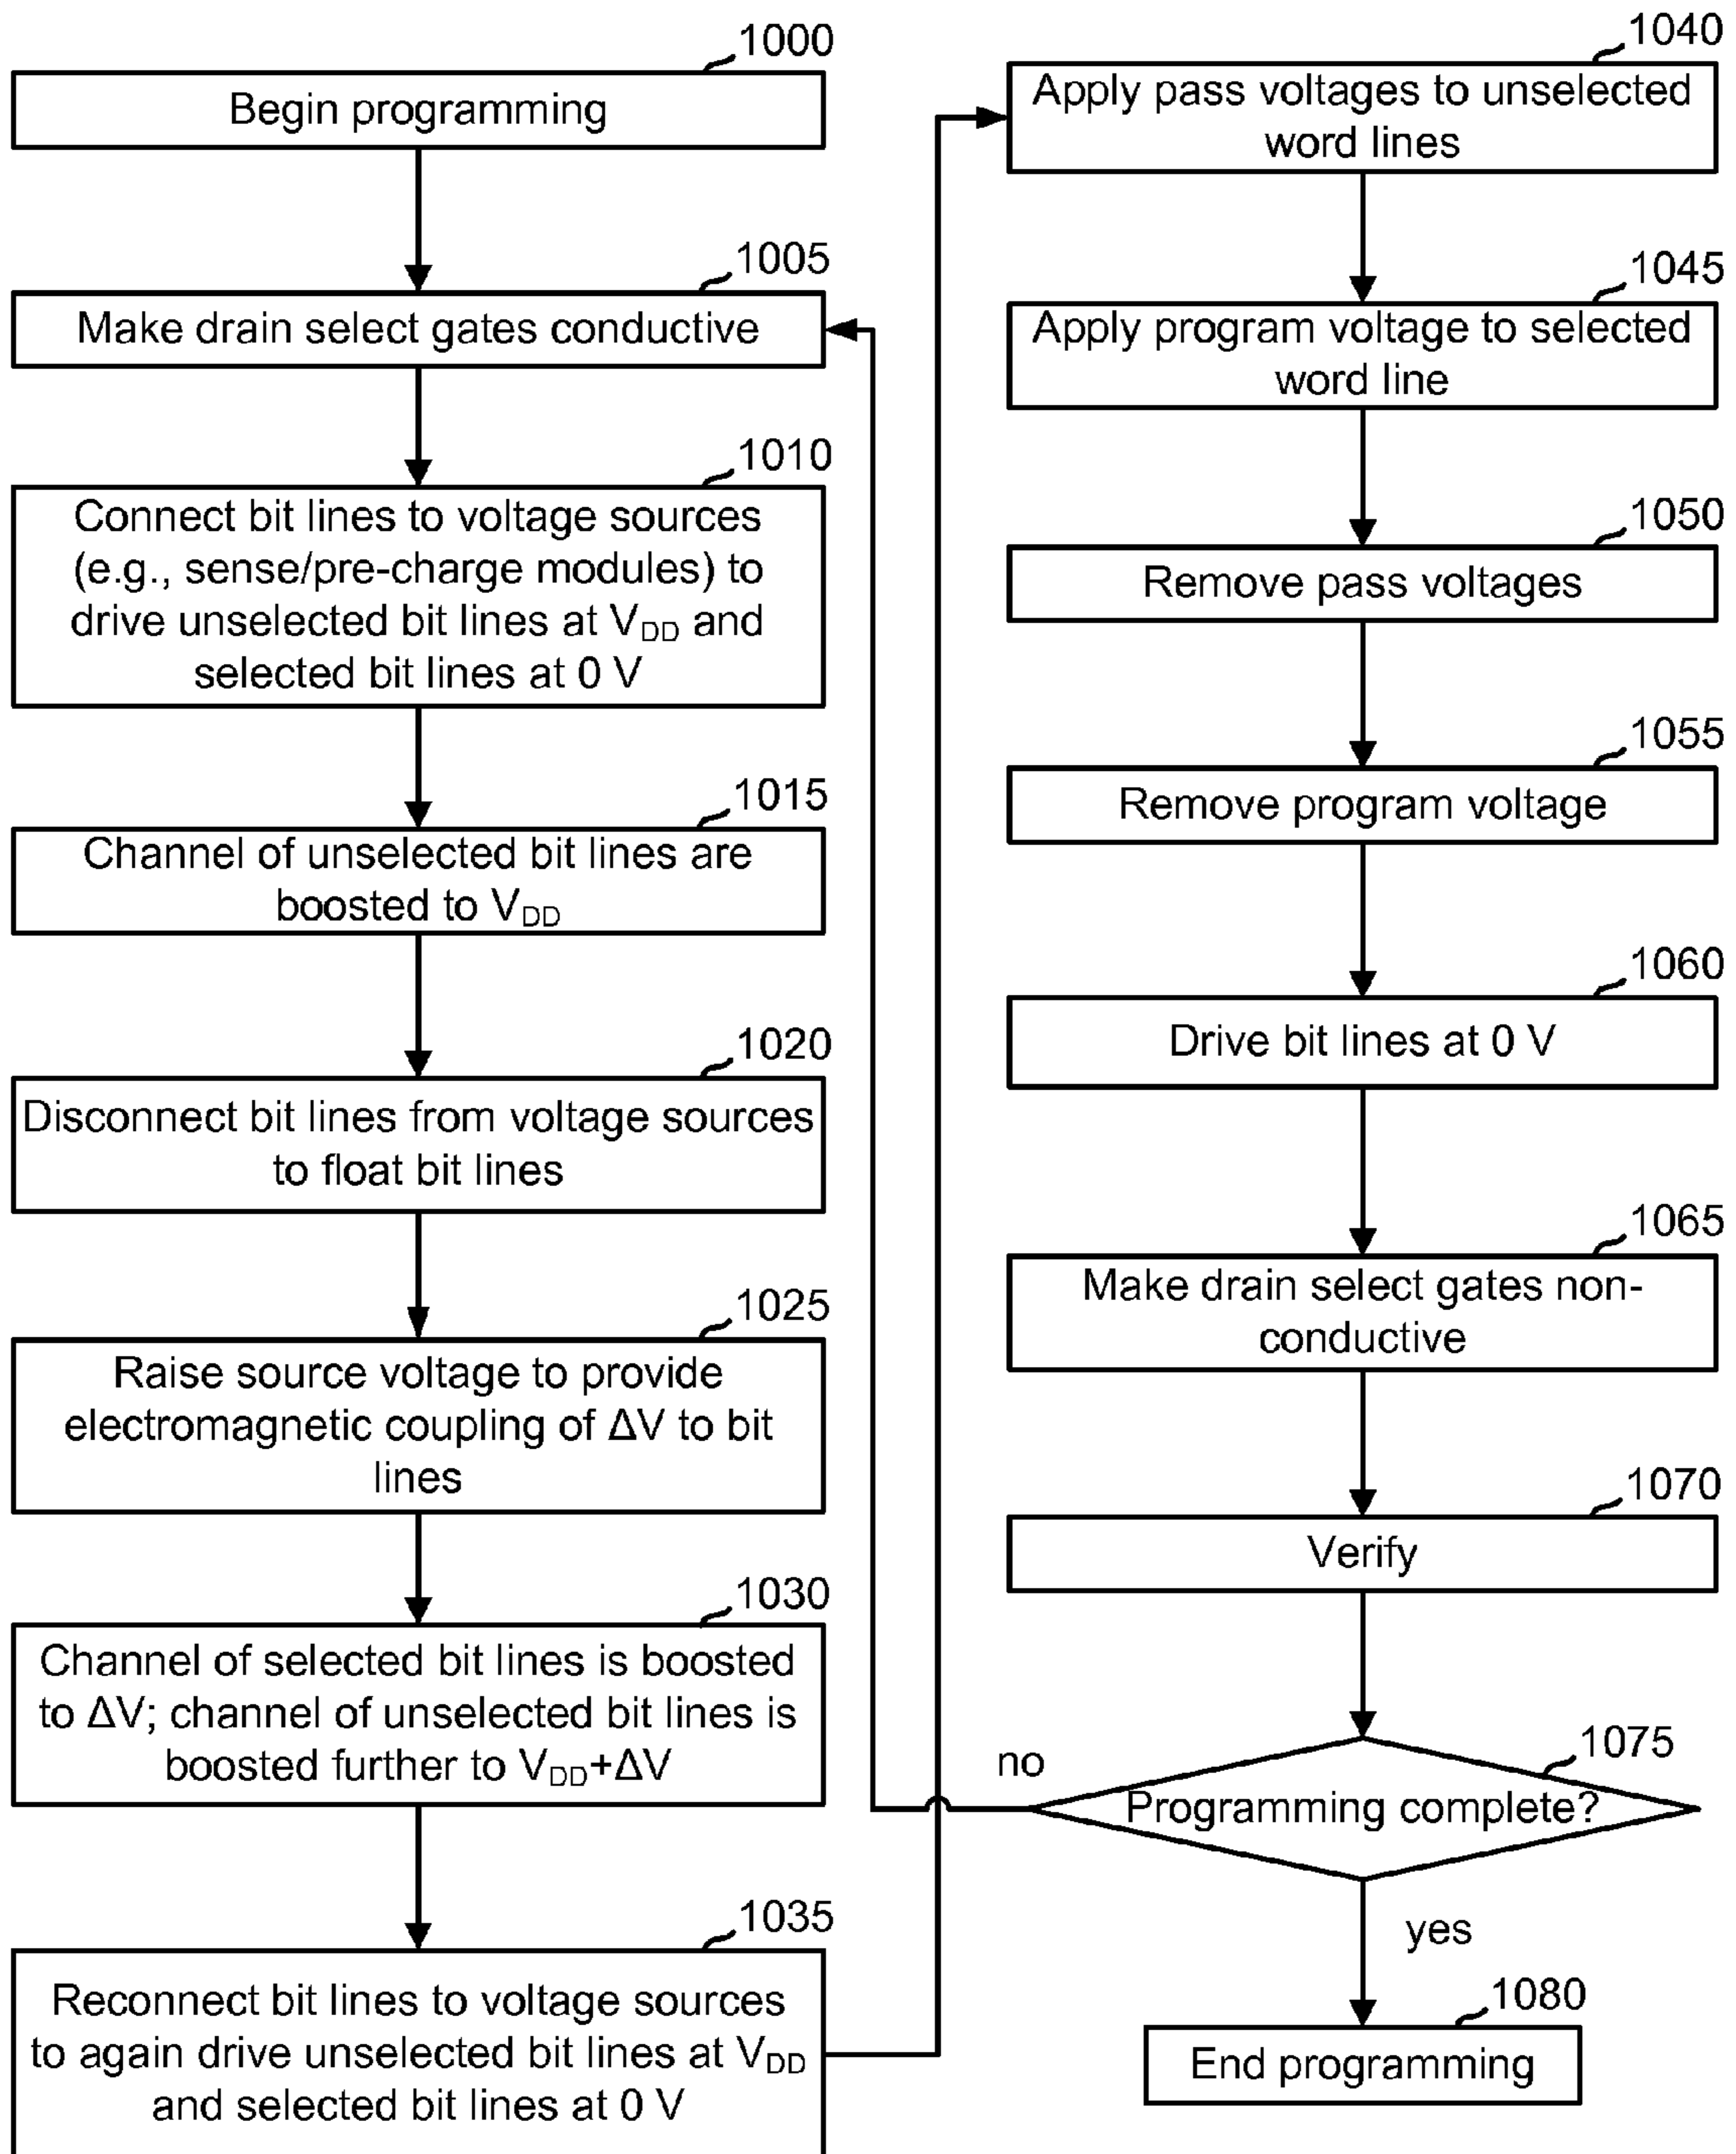 1000
Begin programming
1005
Make drain select gates conductive
1010
Connect bit lines to voltage sources
(e.g., sense/pre-charge modules) to
drive unselected bit lines at VDD and
selected bit lines at 0 V
1015
Channel of unselected bit lines are
boosted to VDD
1020
Disconnect bit lines from voltage sources
to float bit lines
1025
Raise source voltage to provide
electromagnetic coupling of ΔV to bit
lines
1030
Channel of selected bit lines is boosted
to ΔV; channel of unselected bit lines is
boosted further to VDD+ΔV
1035
Reconnect bit lines to voltage sources
to again drive unselected bit lines at VDD
and selected bit lines at 0 V
1040
Apply pass voltages to unselected
word lines
1045
Apply program voltage to selected
word line
1050
Remove pass voltages
1055
Remove program voltage
1060
Drive bit lines at 0 V
1065
Make drain select gates non-
conductive
1070
Verify
1075
no
Programming complete?
yes
1080
End programming